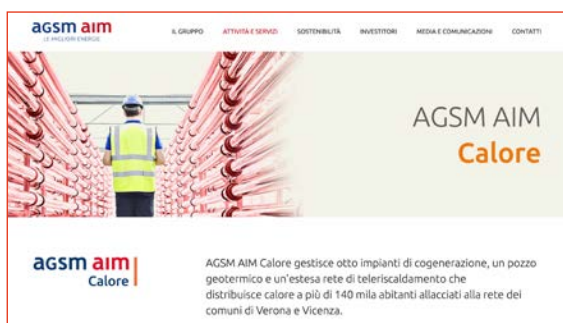 agsm aim
LE MIGLIORI ENERGIE
IL GRUPPO ATTIVITÀ E SERVIZI SOSTENIBILITÀ INVESTITORI MEDIA E COMUNICAZIONI CONTATTI
AGSM AIM
Calore
agsm aim
Calore
AGSM AIM Calore gestisce otto impianti di cogenerazione, un pozzo
geotermico e un'estesa rete di teleriscaldamento che
distribuisce calore a più di 140 mila abitanti allacciati alla rete dei
comuni di Verona e Vicenza.